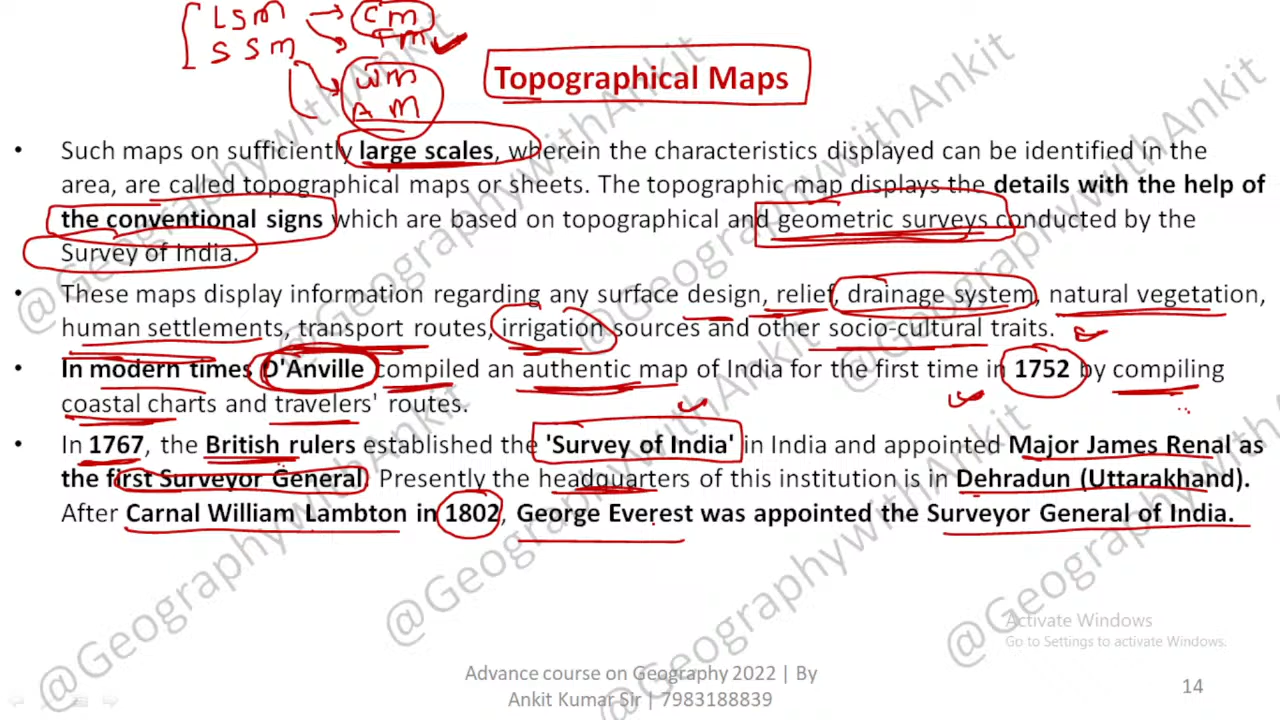 LSM → CM
SSM TM
WM
AM
Topographical Maps
• Such maps on sufficiently large scales, wherein the characteristics displayed can be identified in the
area, are called topographical maps or sheets. The topographic map displays the details with the help of
the conventional signs which are based on topographical and geometric surveys conducted by the
Survey of India.
• These maps display information regarding any surface design, relief, drainage system, natural vegetation,
human settlements, transport routes, irrigation sources and other socio-cultural traits.
• In modern times D'Anville compiled an authentic map of India for the first time in 1752 by compiling
coastal charts and travelers' routes.
• In 1767, the British rulers established the 'Survey of India' in India and appointed Major James Renal as
the first Surveyor General. Presently the headquarters of this institution is in Dehradun (Uttarakhand).
After Carnal William Lambton in 1802, George Everest was appointed the Surveyor General of India.
@GeographywithAnkit
@GeographywithAnkit
@GeographywithAnkit
@GeographywithAnkit
@GeographywithAnkit
@GeographywithAnkit
@GeographywithAnkit
Activate Windows
Go to Settings to activate Windows.
Advance course on Geography 2022 | By
Ankit Kumar Sir | 7983188839
14